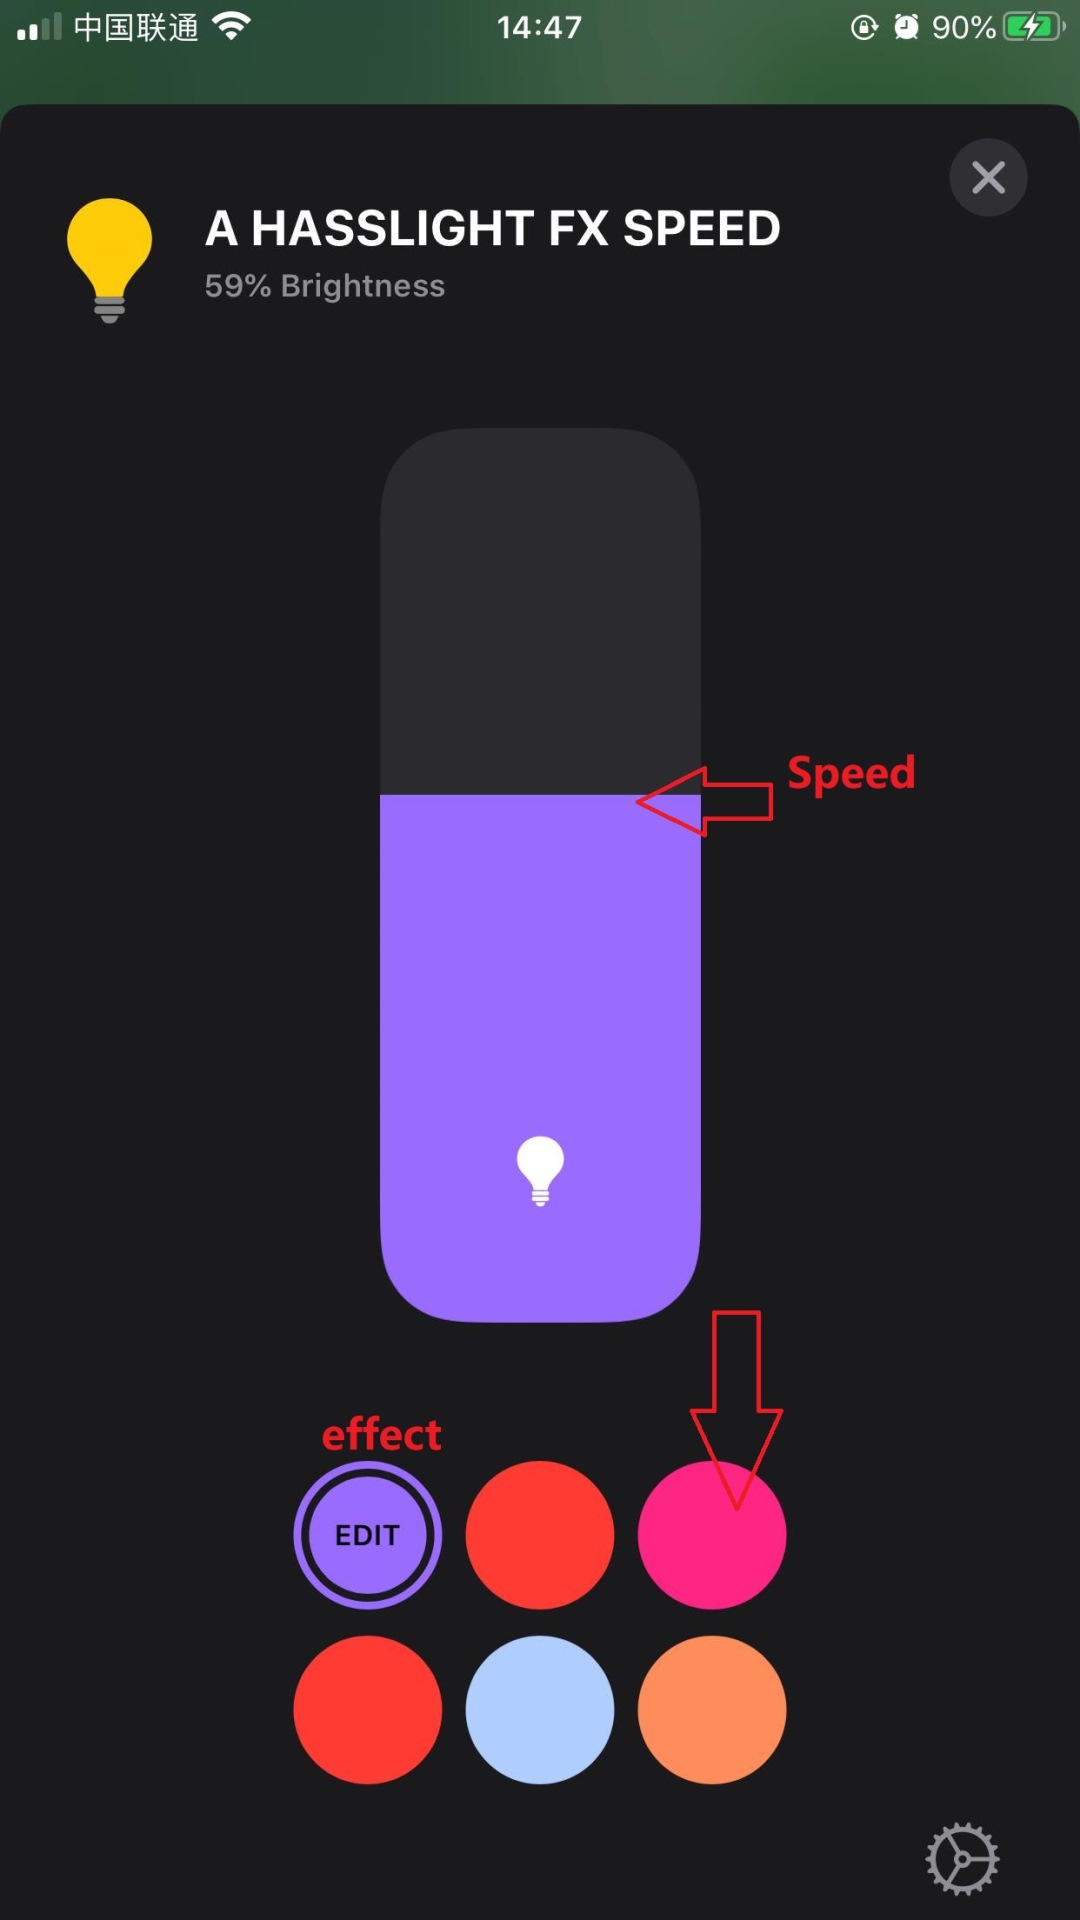 中国联通 14:47 90%
A HASSLIGHT FX SPEED
59% Brightness
Speed
effect
EDIT